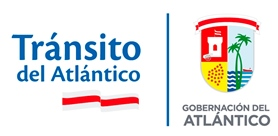 Tránsito
del Atlántico
GOBERNACIÓN DEL
ATLÁNTICO